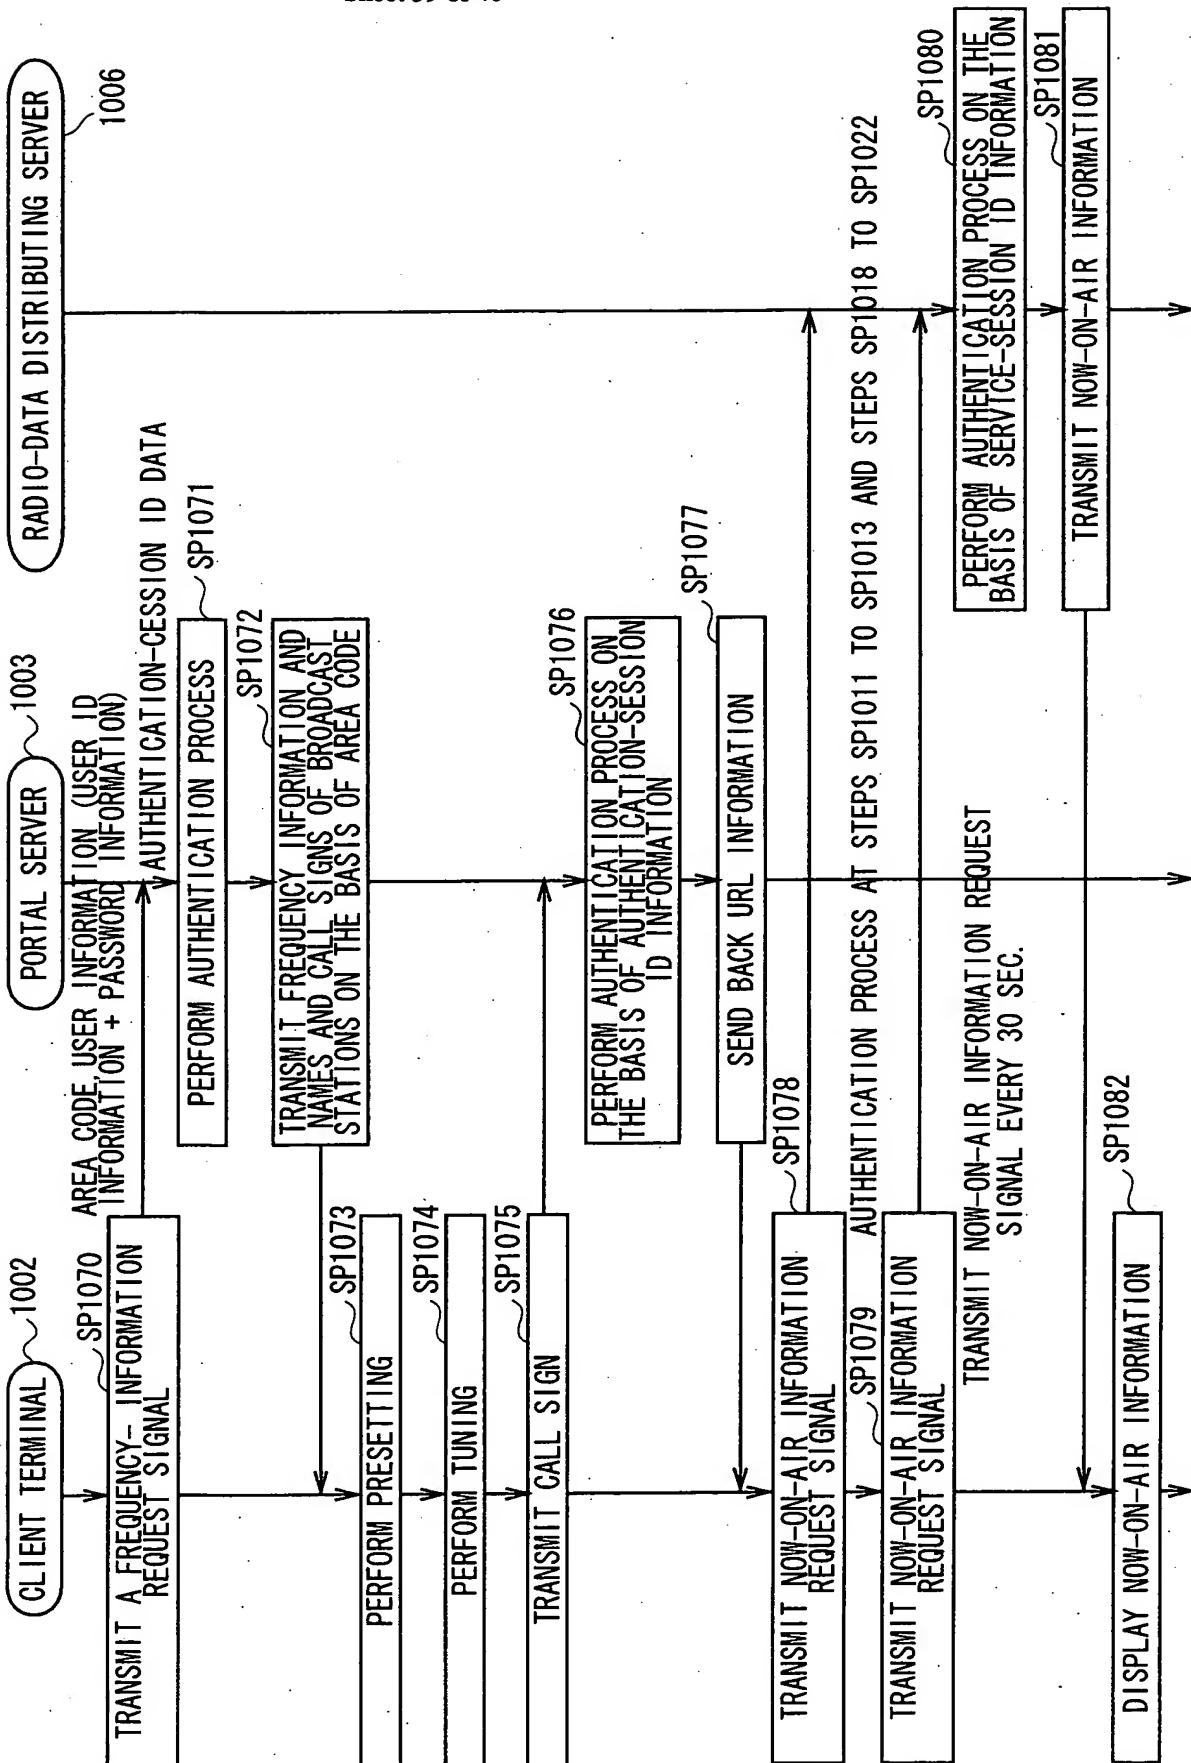 CLIENT TERMINAL
1002
PORTAL SERVER
1003
RADIO-DATA DISTRIBUTING SERVER
1006
SP1070
TRANSMIT A FREQUENCY- INFORMATION
REQUEST SIGNAL
AREA CODE, USER INFORMATION (USER ID
INFORMATION + PASSWORD INFORMATION)
AUTHENTICATION-CESSION ID DATA
SP1071
PERFORM AUTHENTICATION PROCESS
SP1072
TRANSMIT FREQUENCY INFORMATION AND
NAMES AND CALL SIGNS OF BROADCAST
STATIONS ON THE BASIS OF AREA CODE
SP1073
PERFORM PRESETTING
SP1074
PERFORM TUNING
SP1075
TRANSMIT CALL SIGN
SP1076
PERFORM AUTHENTICATION PROCESS ON
THE BASIS OF AUTHENTICATION-SESSION
ID INFORMATION
SP1077
SEND BACK URL INFORMATION
SP1078
TRANSMIT NOW-ON-AIR INFORMATION
REQUEST SIGNAL
AUTHENTICATION PROCESS AT STEPS SP1011 TO SP1013 AND STEPS SP1018 TO SP1022
SP1079
TRANSMIT NOW-ON-AIR INFORMATION
REQUEST SIGNAL
TRANSMIT NOW-ON-AIR INFORMATION REQUEST
SIGNAL EVERY 30 SEC.
SP1080
PERFORM AUTHENTICATION PROCESS ON THE
BASIS OF SERVICE-SESSION ID INFORMATION
SP1081
TRANSMIT NOW-ON-AIR INFORMATION
SP1082
DISPLAY NOW-ON-AIR INFORMATION